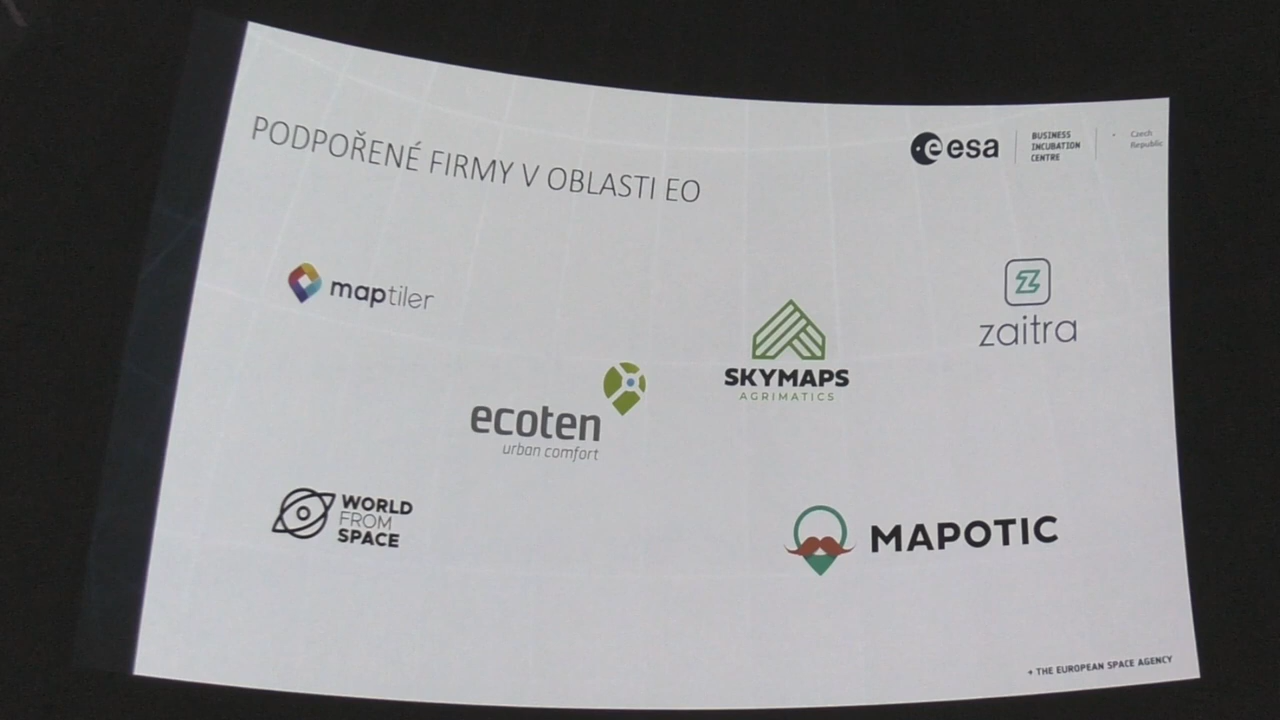 PODPOŘENÉ FIRMY V OBLASTI EO
esa
BUSINESS
INCUBATION
CENTRE
Czech
Republic
maptiler
zaitra
SKYMAPS
AGRIMATICS
ecoten
urban comfort
WORLD
FROM
SPACE
MAPOTIC
→ THE EUROPEAN SPACE AGENCY